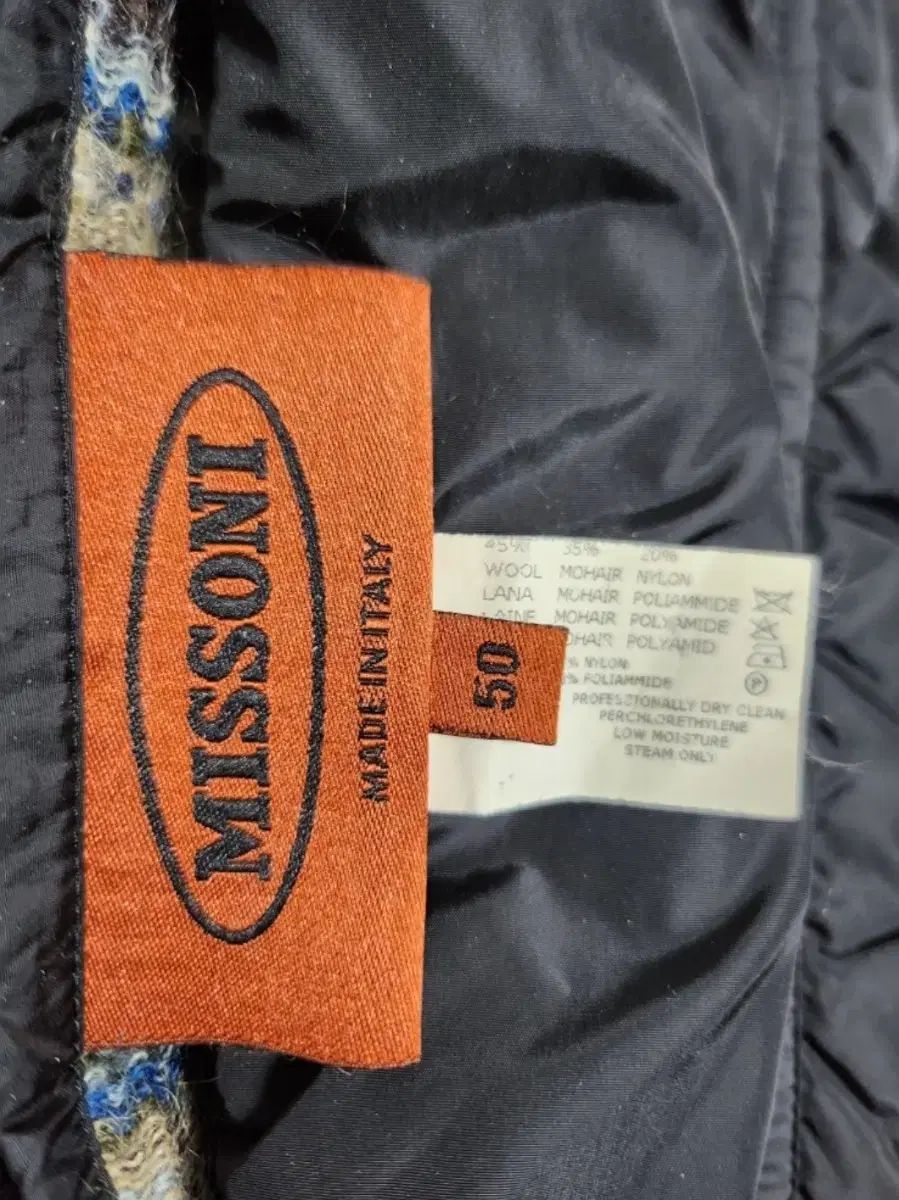 MISSONI
MADE IN ITALY
50
45% 35% 20%
WOOL MOHAIR NYLON
LANA MOHAIR POLIAMMIDE
LAINE MOHAIR POLYAMIDE
MOHAIR POLYAMID
% NYLON
% POLIAMMIDE
PROFESSIONALLY DRY CLEAN
PERCHLORETHYLENE
LOW MOISTURE
STEAM ONLY
P